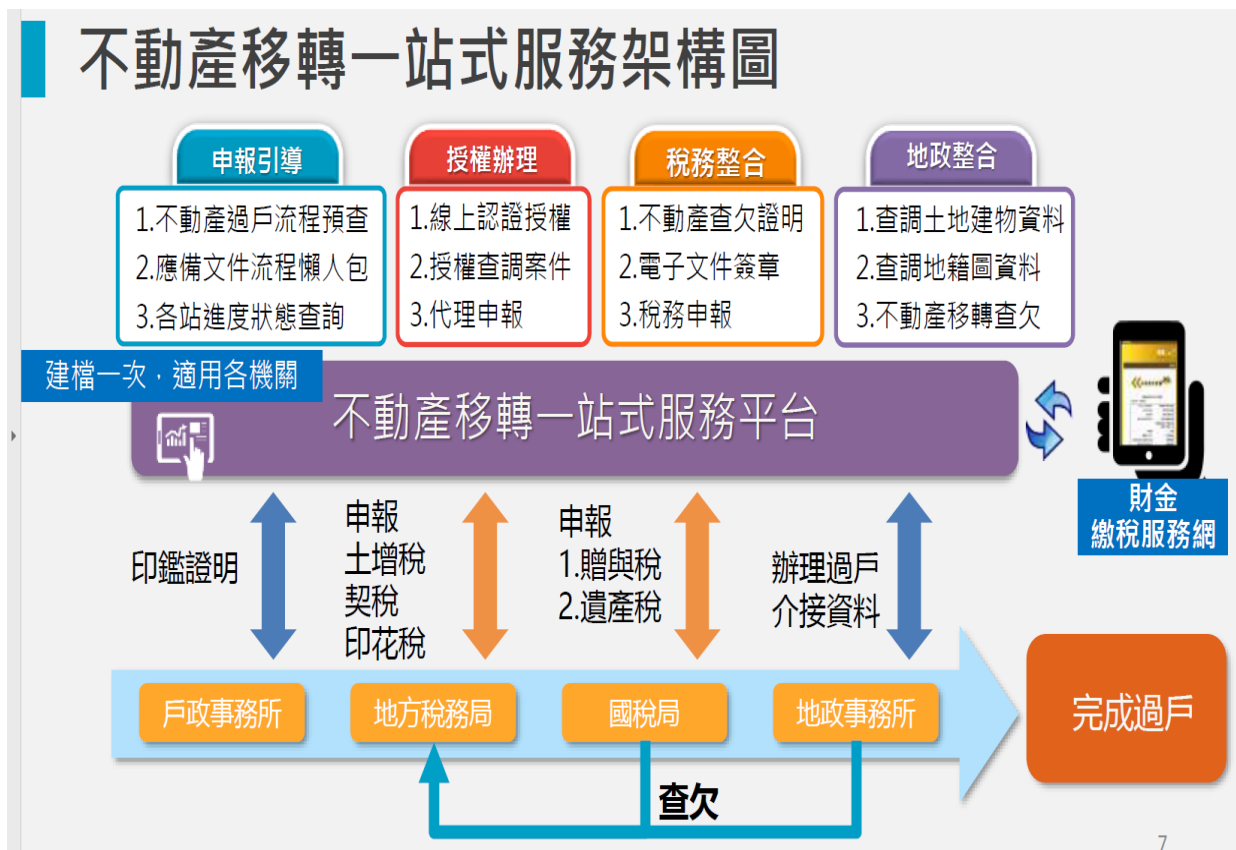 不動產移轉一站式服務架構圖
申報引導
1.不動產過戶流程預查
2.應備文件流程懶人包
3.各站進度狀態查詢
授權辦理
1.線上認證授權
2.授權查調案件
3.代理申報
稅務整合
1.不動產查欠證明
2.電子文件簽章
3.稅務申報
地政整合
1.查調土地建物資料
2.查調地籍圖資料
3.不動產移轉查欠
建檔一次，適用各機關
不動產移轉一站式服務平台
財金
繳稅服務網
印鑑證明
申報
土增稅
契稅
印花稅
申報
1.贈與稅
2.遺產稅
辦理過戶
介接資料
戶政事務所
地方稅務局
國稅局
地政事務所
完成過戶
查欠
7